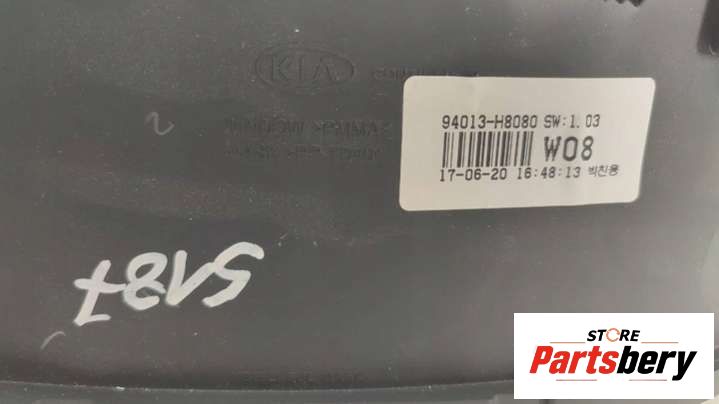 KIA
94013-H8080 SW:1.03
W08
17-06-20 16:48:13 박진용
5187
STORE
Partsbery